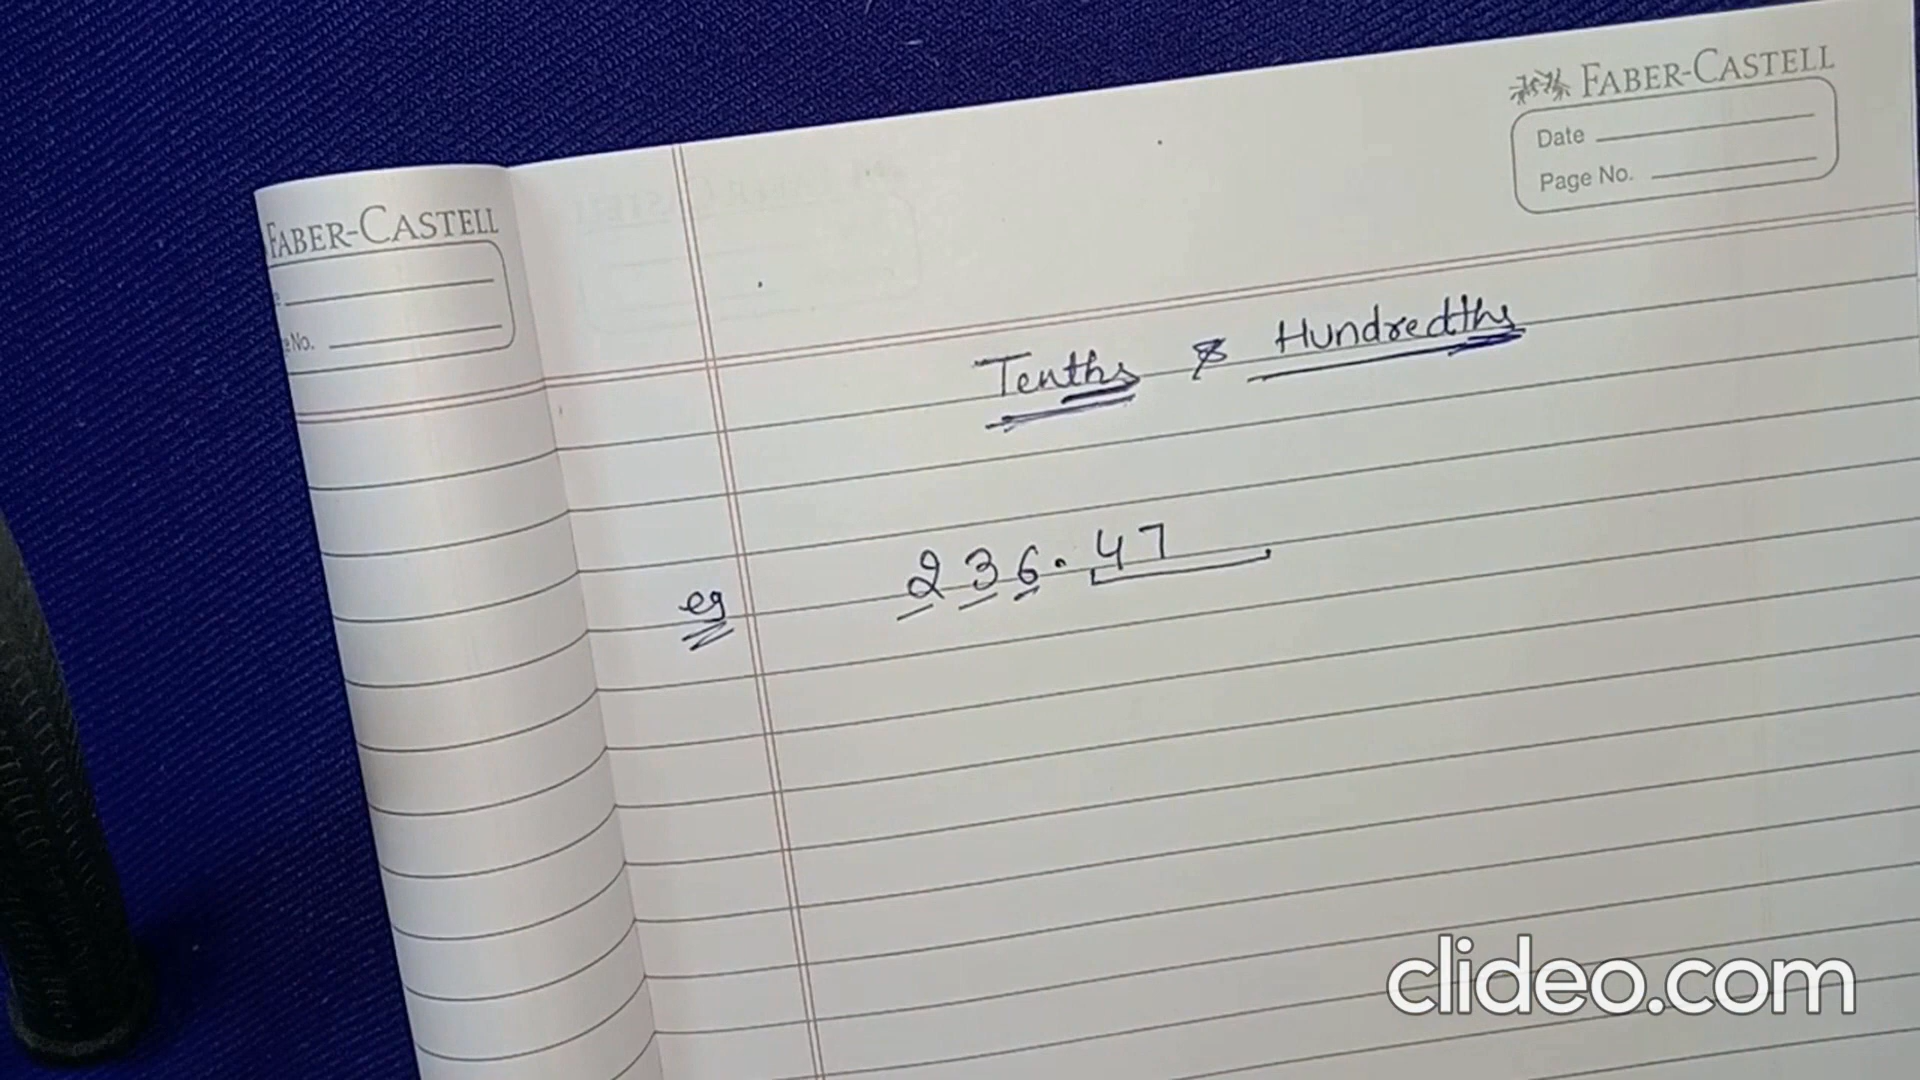 FABER-CASTELL
Date
Page No.
FABER-CASTELL
e No.
Tenths & Hundredths
eg 236.47
clideo.com